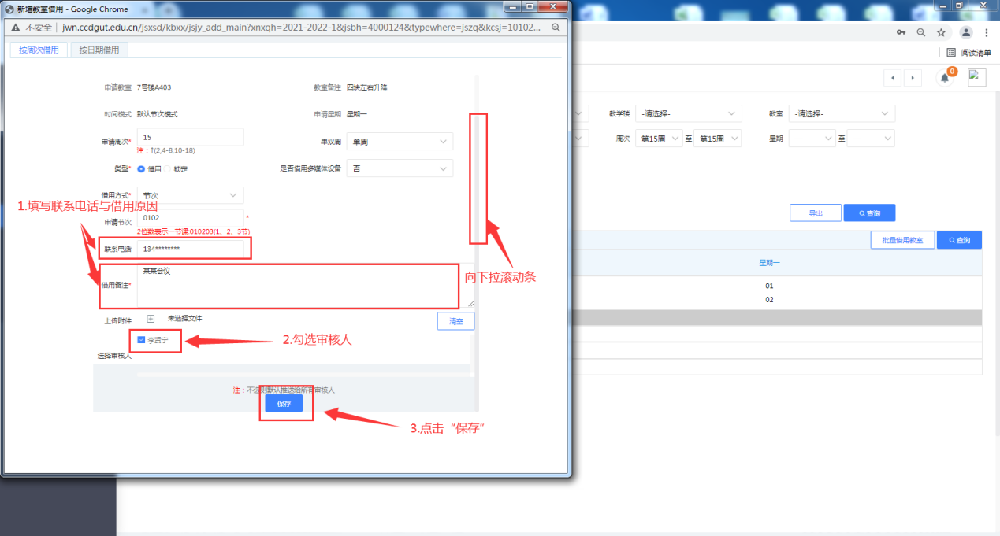 新增教室借用 - Google Chrome
不安全 | jwn.ccdgut.edu.cn/jsxsd/kbxx/jsjy_add_main?xnxqh=2021-2022-1&jsbh=4000124&typewhere=jszq&kcsj=10102...
按周次借用 按日期借用
阅读清单
0
申请教室 7号楼A403 教室备注 四块左右升降
时间模式 默认节次模式 申请星期 星期一
教学楼 -请选择- 教室 -请选择-
申请周次* 15 单双周 单周
周次 第15周 至 第15周 星期 一 至 一
注：!(2,4-8,10-18)
类型* 借用 锁定 是否借用多媒体设备 否
借用方式* 节次
1.填写联系电话与借用原因
申请节次 0102 *
2位数表示一节课:010203(1、2、3节)
导出 查询
批量借用教室 查询
联系电话 134********
星期一
某某会议
向下拉滚动条
借用备注*
01
02
上传附件 未选择文件 清空
李贤宁
2.勾选审核人
选择审核人
注：不选则默认推送给所有审核人
保存
3.点击“保存”